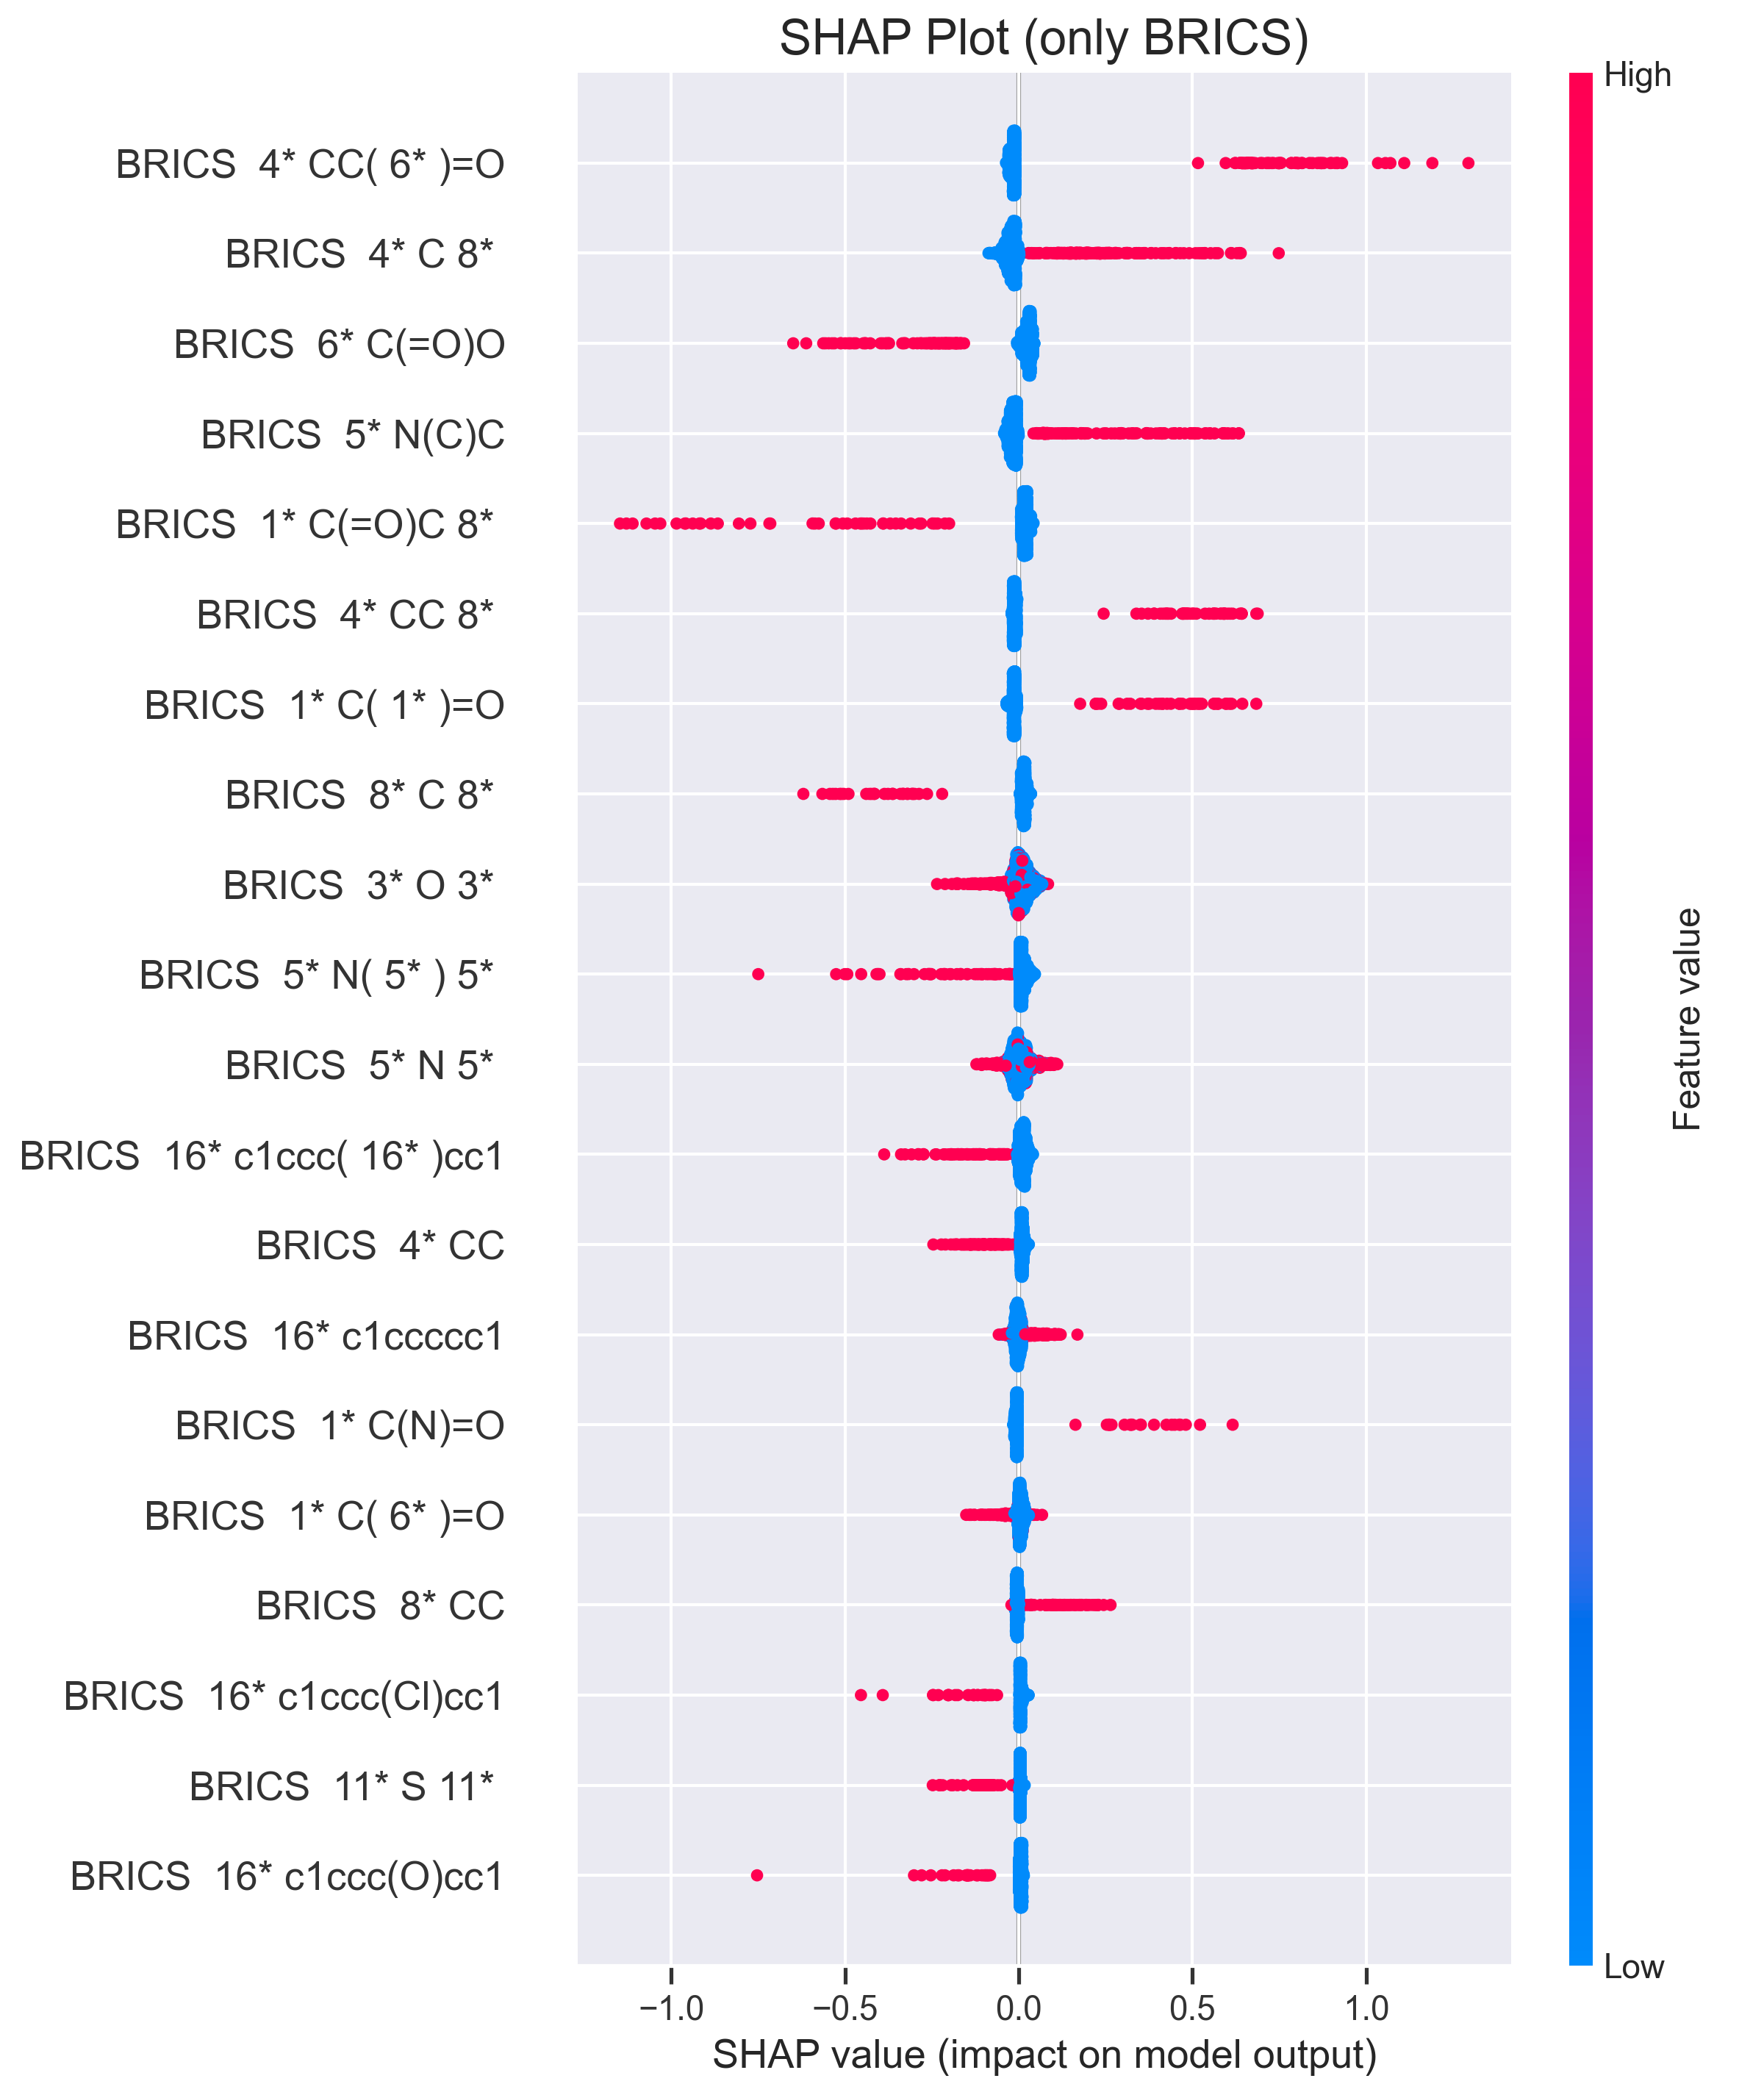 SHAP Plot (only BRICS)
High
BRICS  4* CC( 6* )=O
BRICS  4* C 8*
BRICS  6* C(=O)O
BRICS  5* N(C)C
BRICS  1* C(=O)C 8*
BRICS  4* CC 8*
BRICS  1* C( 1* )=O
BRICS  8* C 8*
BRICS  3* O 3*
BRICS  5* N( 5* ) 5*
BRICS  5* N 5*
BRICS  16* c1ccc( 16* )cc1
BRICS  4* CC
BRICS  16* c1ccccc1
BRICS  1* C(N)=O
BRICS  1* C( 6* )=O
BRICS  8* CC
BRICS  16* c1ccc(Cl)cc1
BRICS  11* S 11*
BRICS  16* c1ccc(O)cc1
Feature value
Low
−1.0 −0.5 0.0 0.5 1.0
SHAP value (impact on model output)